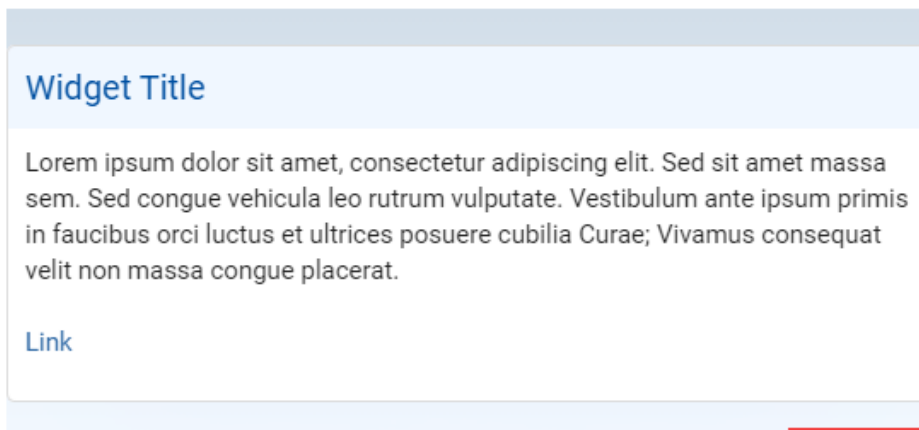 Widget Title
Lorem ipsum dolor sit amet, consectetur adipiscing elit. Sed sit amet massa
sem. Sed congue vehicula leo rutrum vulputate. Vestibulum ante ipsum primis
in faucibus orci luctus et ultrices posuere cubilia Curae; Vivamus consequat
velit non massa congue placerat.
Link